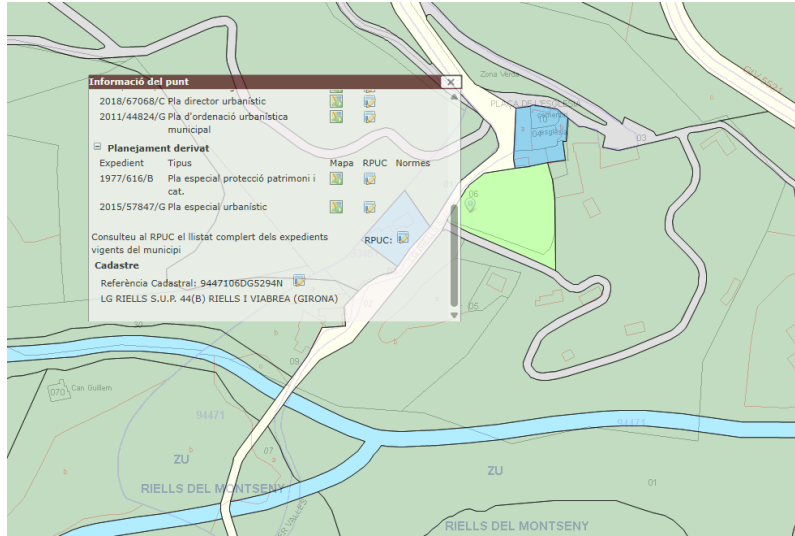 Zona Verda
Informació del punt
2018/67068/C Pla director urbanístic
2011/44824/G Pla d'ordenació urbanística
municipal
Planejament derivat
Expedient Tipus Mapa RPUC Normes
1977/616/B Pla especial protecció patrimoni i
cat.
2015/57847/G Pla especial urbanístic
Consulteu al RPUC el llistat complert dels expedients
vigents del municipi
RPUC:
Cadastre
Referència Cadastral: 9447106DG5294N
LG RIELLS S.U.P. 44(B) RIELLS I VIABREA (GIRONA)
PLAÇA DE L'ESGLÉSIA
10
03
06
05
02
30
09
070
Can Guillem
94471
94471
07
ZU
ZU
01
RIELLS DEL MONTSENY
RIELLS DEL MONTSENY